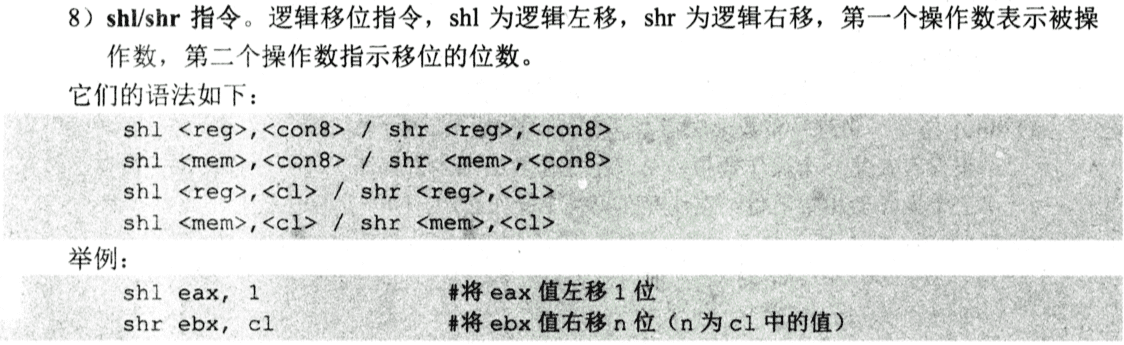 8）shl/shr 指令。逻辑移位指令，shl 为逻辑左移，shr 为逻辑右移，第一个操作数表示被操
作数，第二个操作数指示移位的位数。
它们的语法如下：
shl <reg>,<con8> / shr <reg>,<con8>
shl <mem>,<con8> / shr <mem>,<con8>
shl <reg>,<cl> / shr <reg>,<cl>
shl <mem>,<cl> / shr <mem>,<cl>
举例：
shl eax, 1 #将 eax 值左移 1 位
shr ebx, cl #将 ebx 值右移 n 位（n 为 cl 中的值）